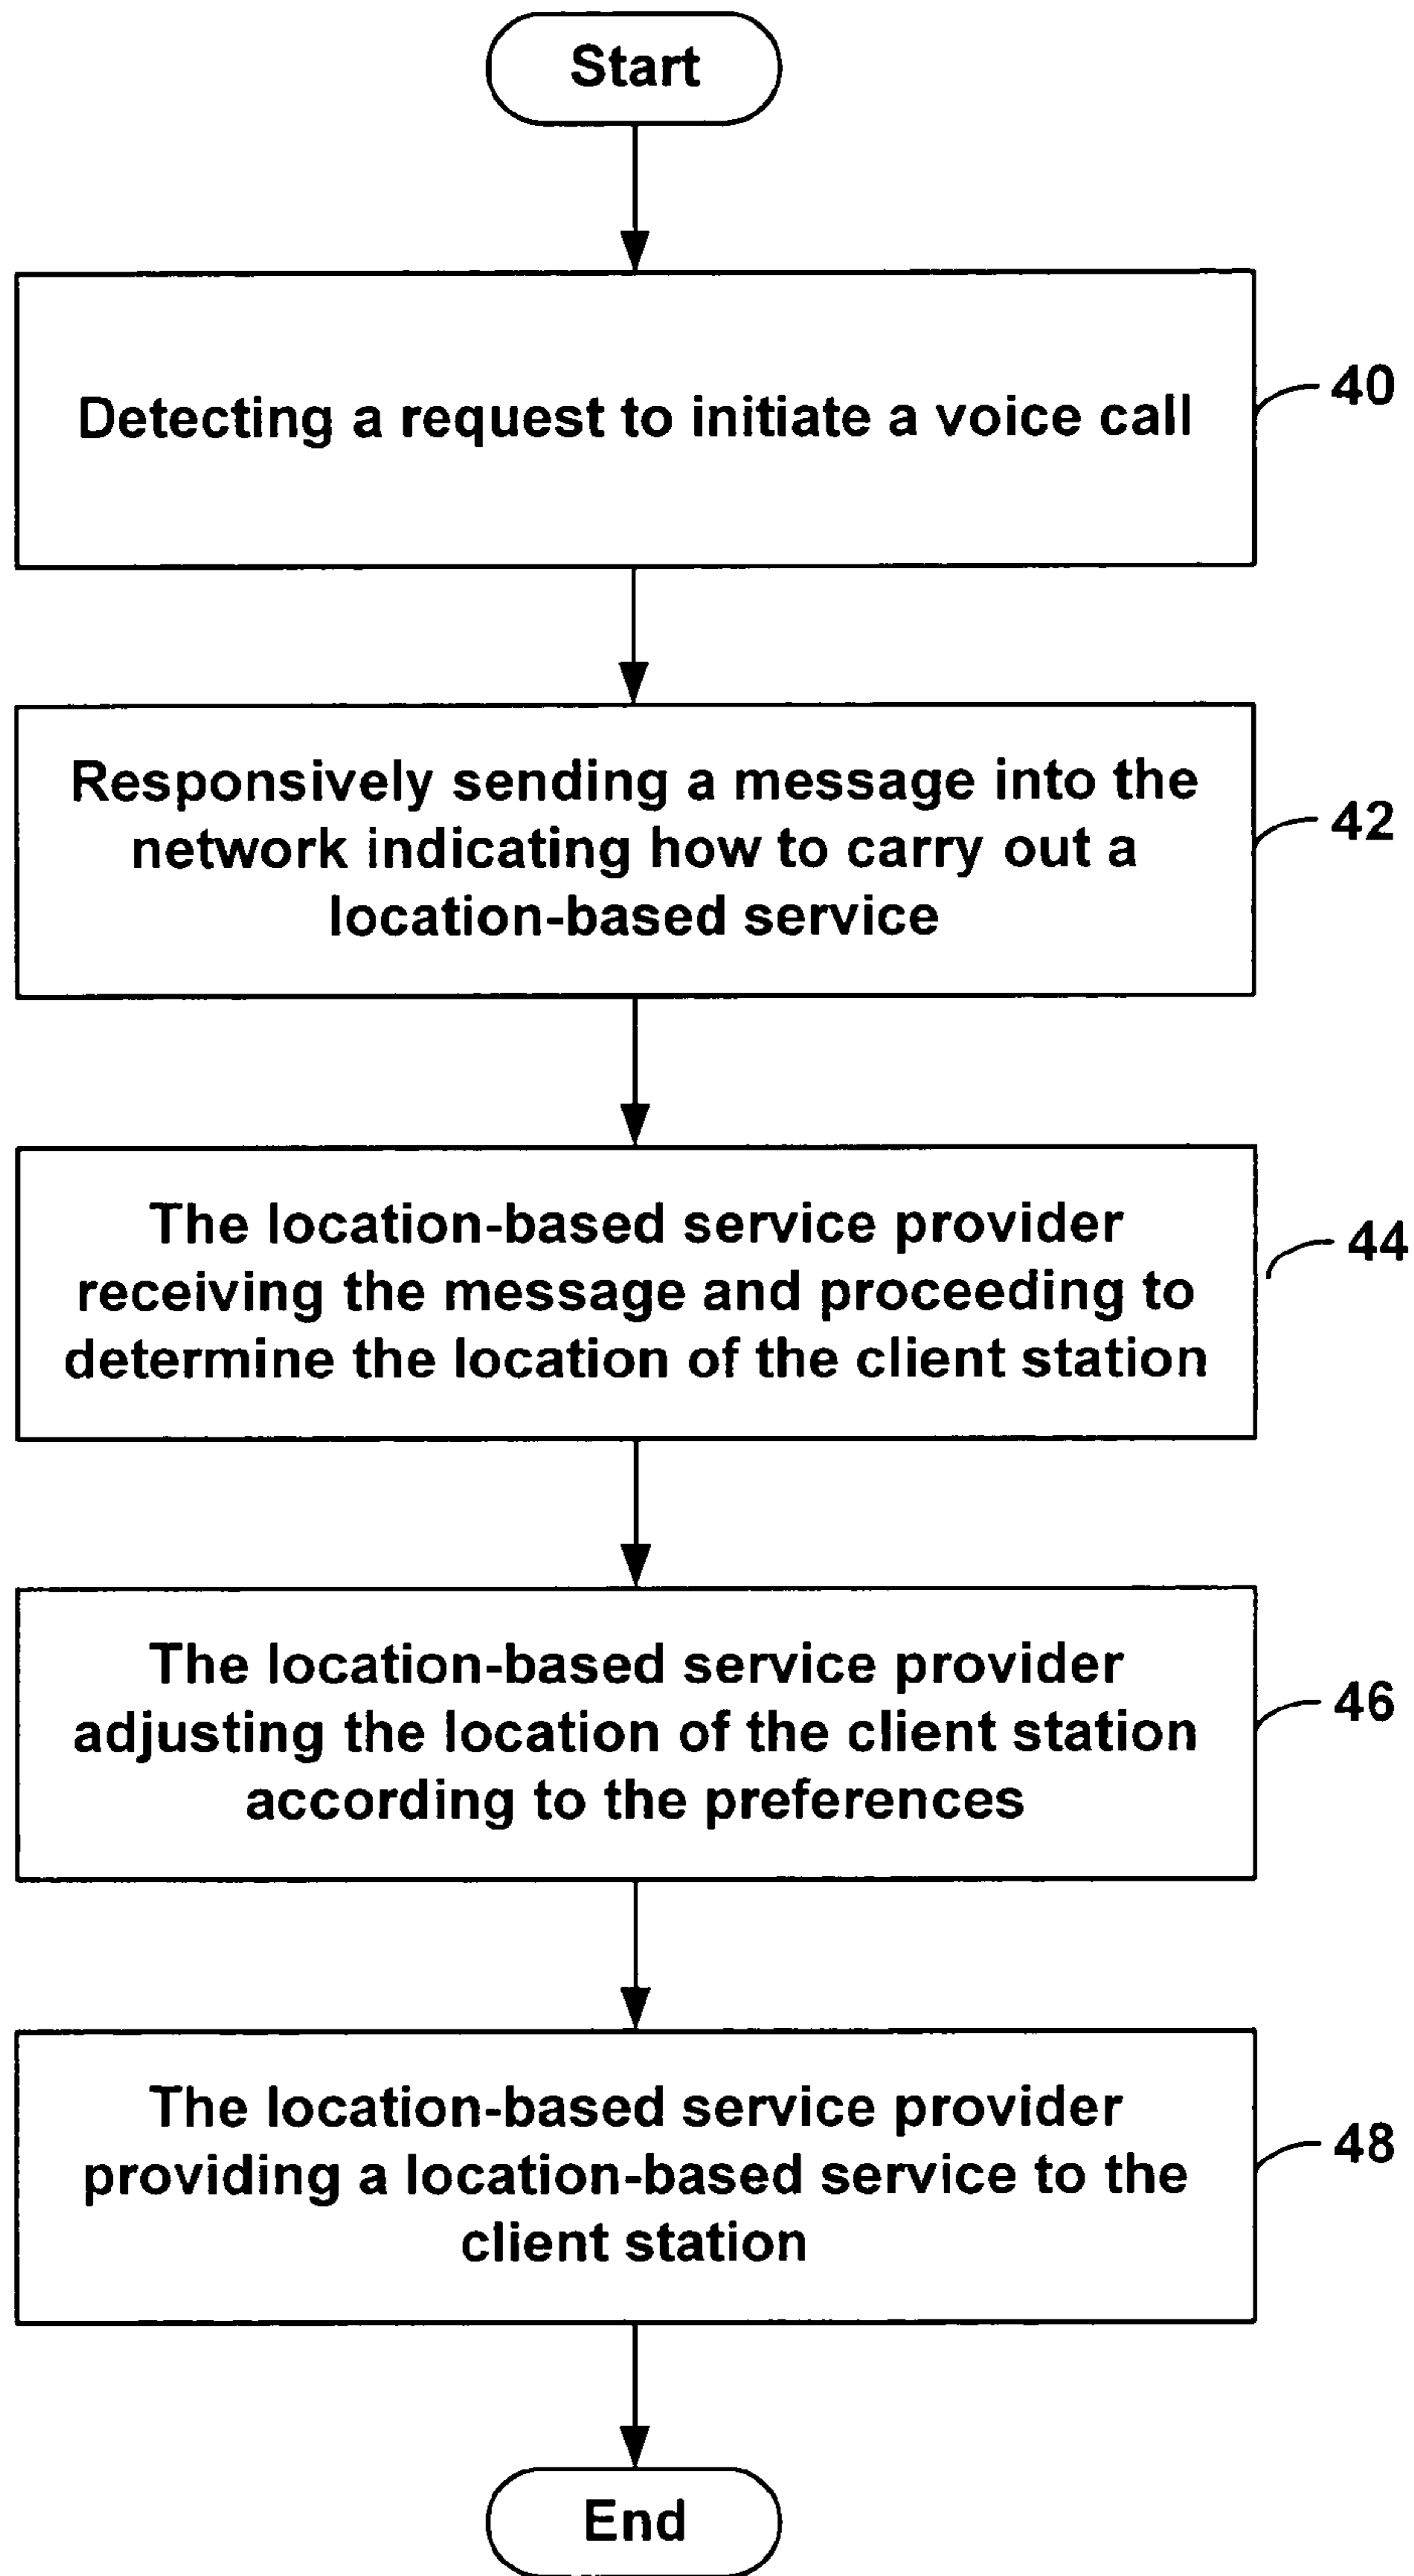 Start
Detecting a request to initiate a voice call
40
Responsively sending a message into the
network indicating how to carry out a
location-based service
42
The location-based service provider
receiving the message and proceeding to
determine the location of the client station
44
The location-based service provider
adjusting the location of the client station
according to the preferences
46
The location-based service provider
providing a location-based service to the
client station
48
End